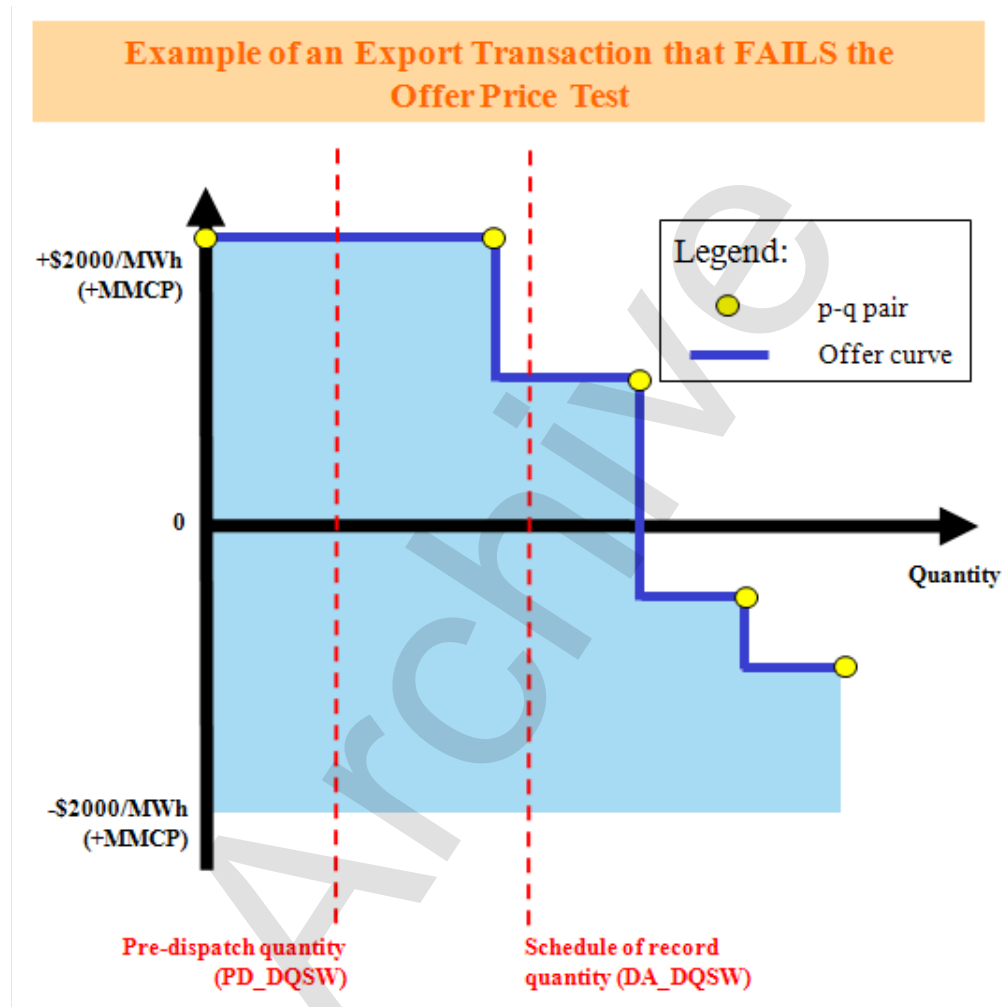 Example of an Export Transaction that FAILS the
Offer Price Test
+$2000/MWh
(+MMCP)
Legend:
p-q pair
Offer curve
0
Quantity
-$2000/MWh
(+MMCP)
Pre-dispatch quantity
(PD_DQSW)
Schedule of record
quantity (DA_DQSW)
Archive